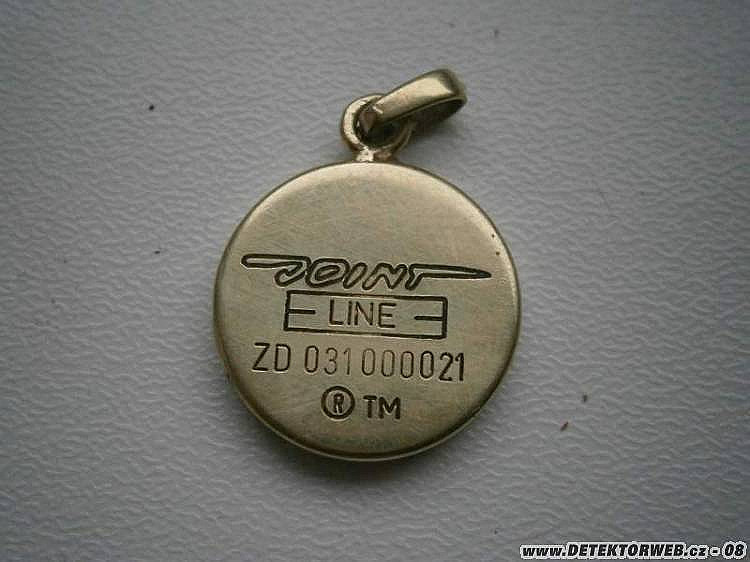 JOINT
LINE
ZD 031000021
® TM
www.DETEKTORWEB.cz - 08